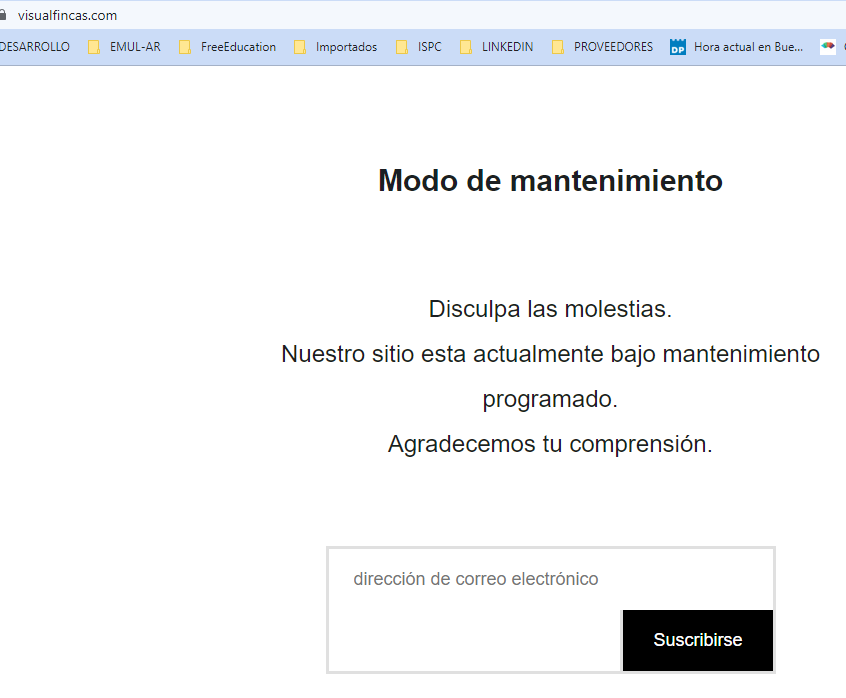 visualfincas.com
DESARROLLO EMUL-AR FreeEducation Importados ISPC LINKEDIN PROVEEDORES DP Hora actual en Bue...
Modo de mantenimiento
Disculpa las molestias.
Nuestro sitio esta actualmente bajo mantenimiento
programado.
Agradecemos tu comprensión.
dirección de correo electrónico
Suscribirse